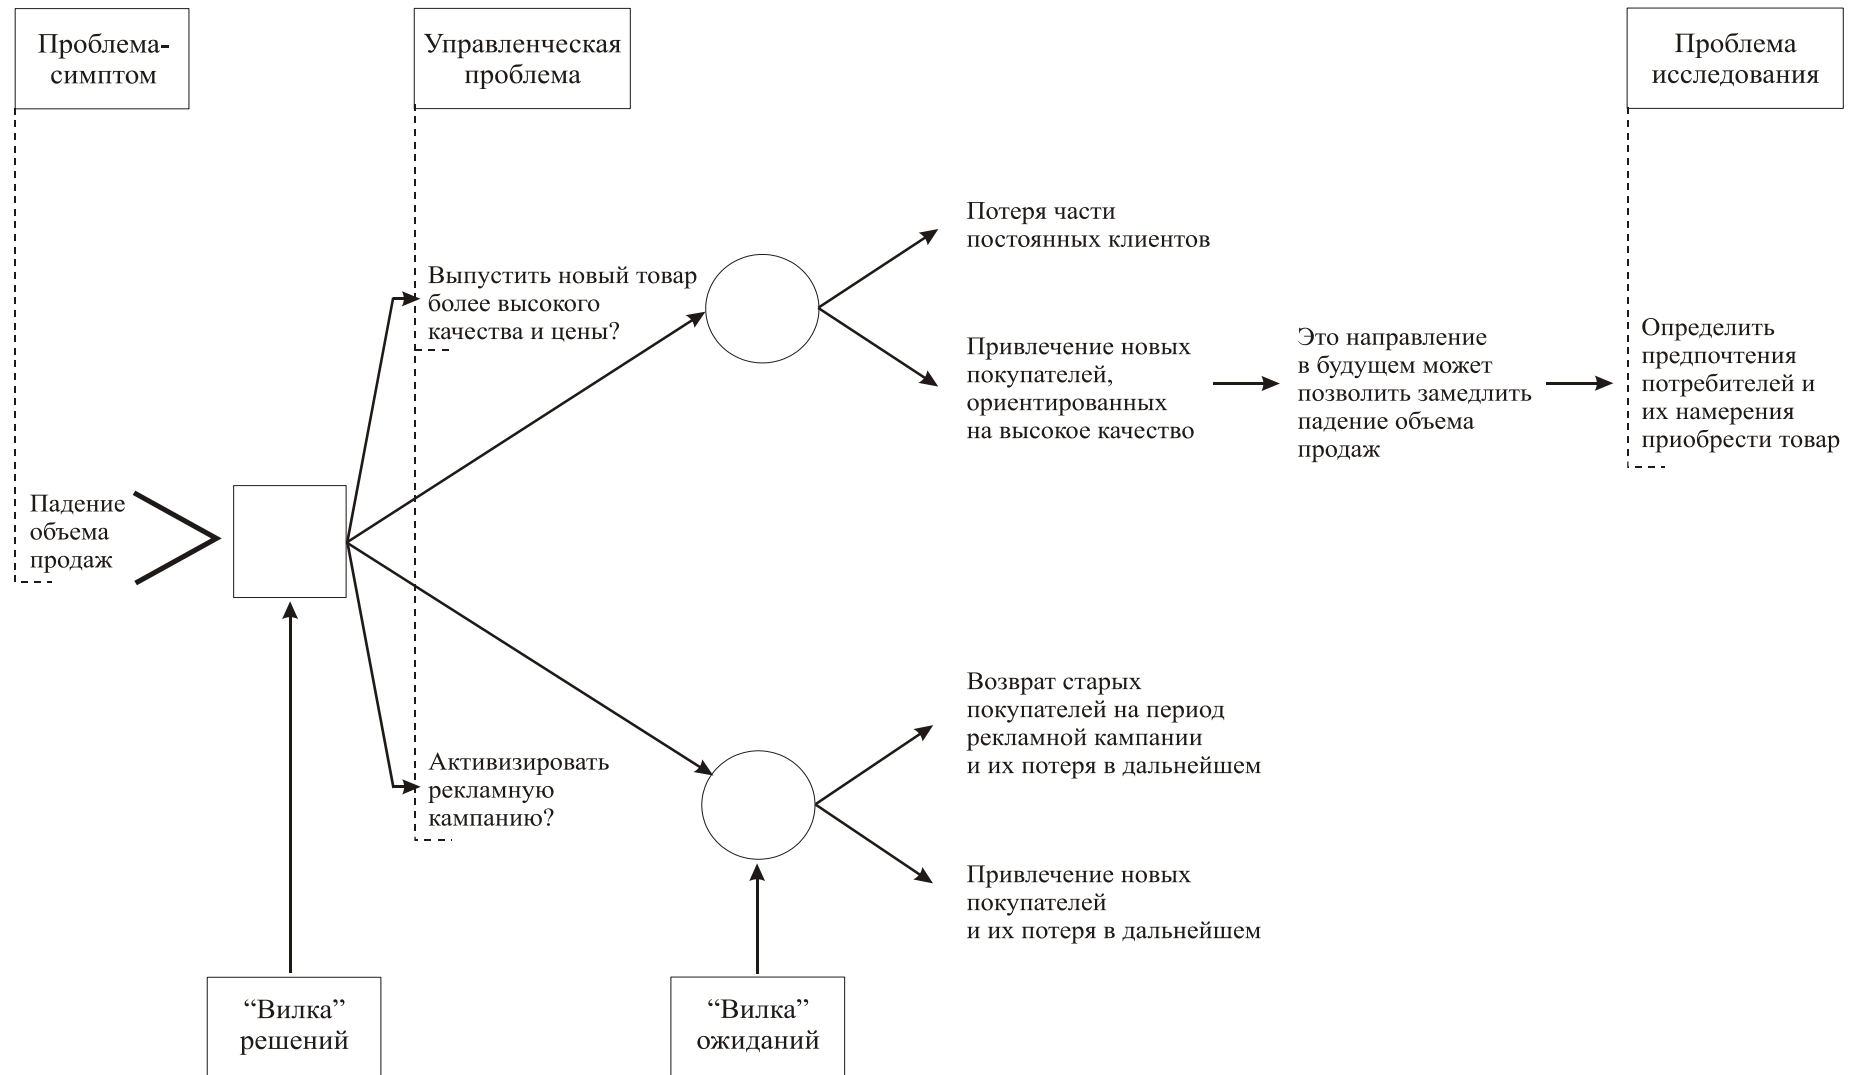 Проблема-
симптом
Управленческая
проблема
Проблема
исследования
Потеря части
постоянных клиентов
Выпустить новый товар
более высокого
качества и цены?
Привлечение новых
покупателей,
ориентированных
на высокое качество
Это направление
в будущем может
позволить замедлить
падение объема
продаж
Определить
предпочтения
потребителей и
их намерения
приобрести товар
Падение
объема
продаж
Возврат старых
покупателей на период
рекламной кампании
и их потеря в дальнейшем
Активизировать
рекламную
кампанию?
Привлечение новых
покупателей
и их потеря в дальнейшем
“Вилка”
решений
“Вилка”
ожиданий